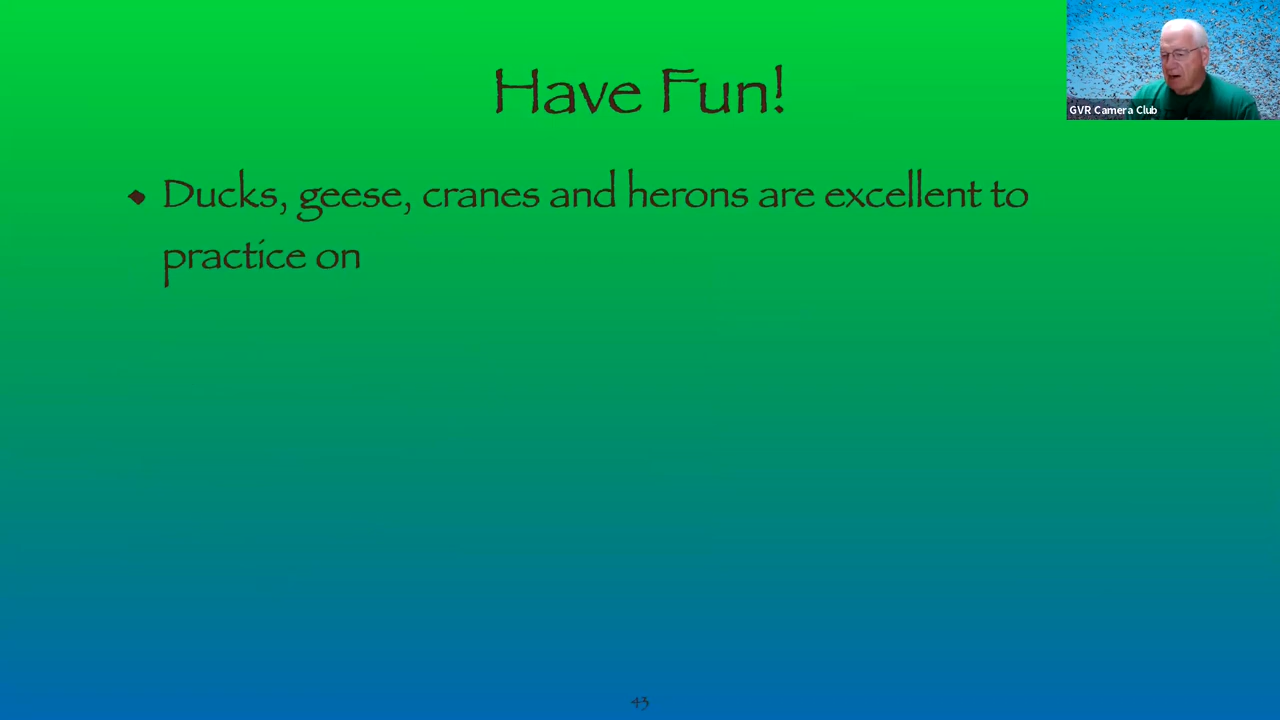 Have Fun!
GVR Camera Club
• Ducks, geese, cranes and herons are excellent to
practice on
43